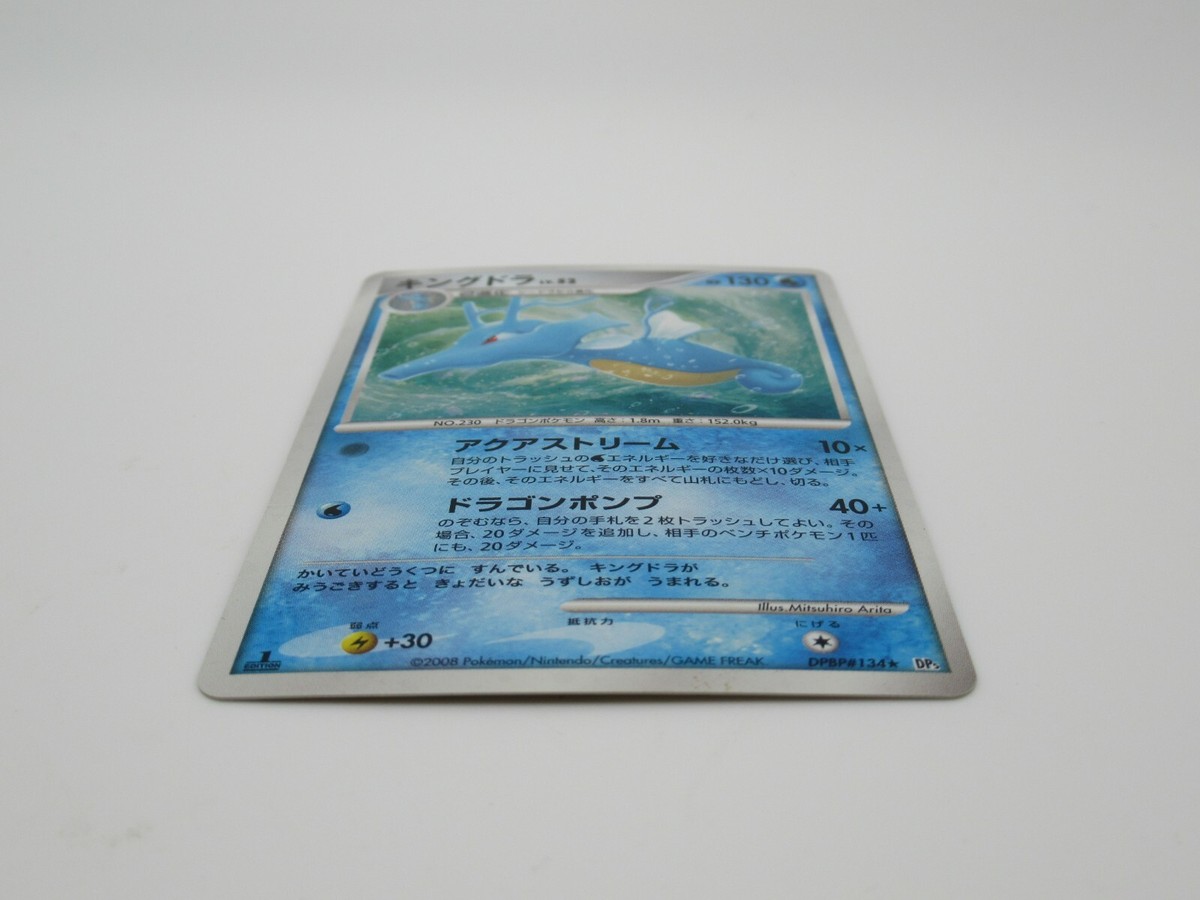 キングドラ LV.53
HP 130
NO.230 ドラゴンポケモン 高さ:1.8m 重さ:152.0kg
アクアストリーム 10×
自分のトラッシュのエネルギーを好きなだけ選び、相手
プレイヤーに見せて、そのエネルギーの枚数×10ダメージ。
その後、そのエネルギーをすべて山札にもどし、切る。
ドラゴンポンプ 40+
のぞむなら、自分の手札を2枚トラッシュしてよい。その
場合、20ダメージを追加し、相手のベンチポケモン1匹
にも、20ダメージ。
かいていどうくつに すんでいる。 キングドラが
みうごきすると きょだいな うずしおが うまれる。
Illus.Mitsuhiro Arita
弱点 抵抗力 にげる
+30
1 EDITION ©2008 Pokémon/Nintendo/Creatures/GAME FREAK DPBP#134★ DP5